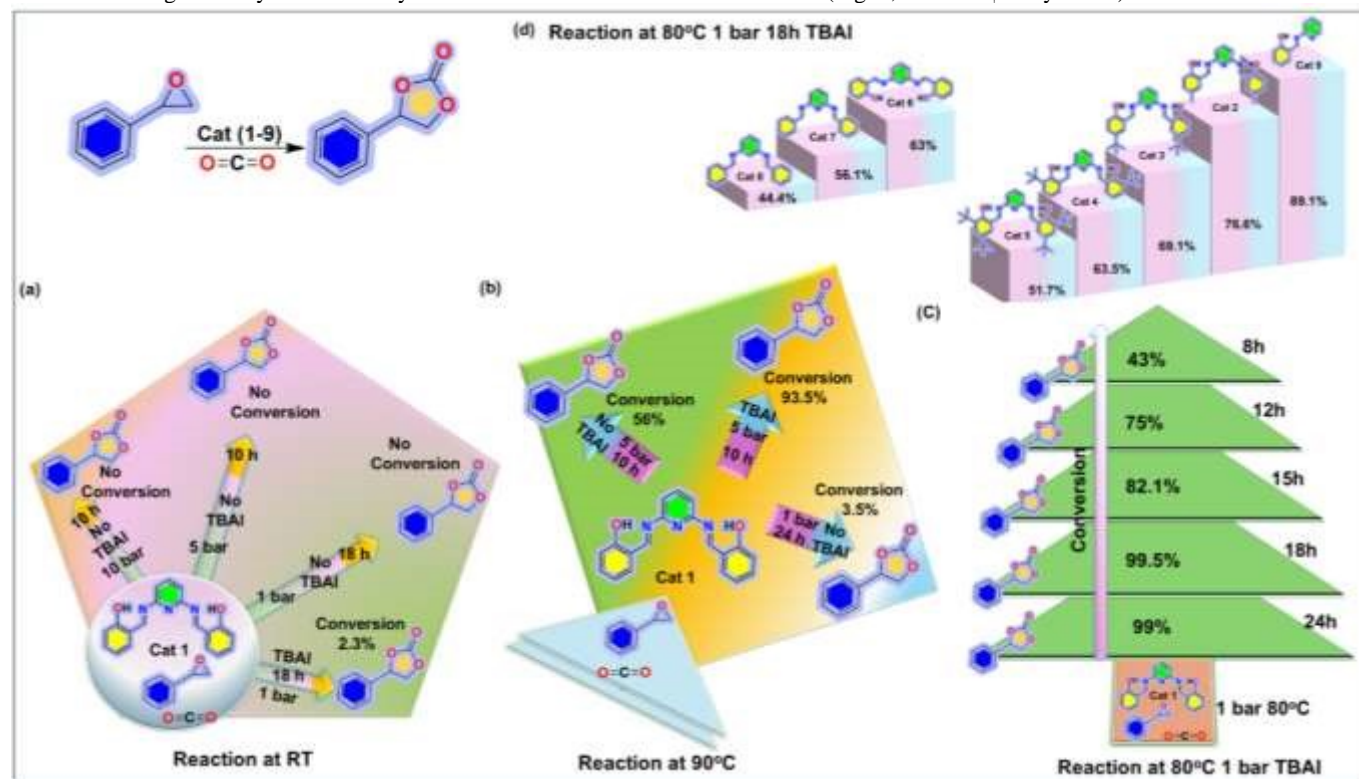 (d) Reaction at 80°C 1 bar 18h TBAI
Cat (1-9)
O=C=O
Cat 8
44.4%
Cat 7
56.1%
Cat 6
63%
Cat 5
51.7%
Cat 4
63.5%
Cat 3
69.1%
Cat 2
76.6%
Cat 9
88.1%
(a)
No
Conversion
No
Conversion
No
Conversion
10 h
No
TBAI
10 bar
10 h
No
TBAI
5 bar
18 h
No
TBAI
1 bar
Conversion
2.3%
TBAI
18 h
1 bar
OH
N
N
N
HO
Cat 1
O=C=O
Reaction at RT
(b)
Conversion
56%
No 5 bar
TBAI 10 h
Conversion
93.5%
TBAI
5 bar
10 h
Conversion
3.5%
1 bar No
24 h TBAI
OH
N
N
N
HO
Cat 1
O=C=O
Reaction at 90°C
(C)
Conversion
43%
8h
75%
12h
82.1%
15h
99.5%
18h
99%
24h
Cat 1
O=C=O
1 bar 80°C
Reaction at 80°C 1 bar TBAI